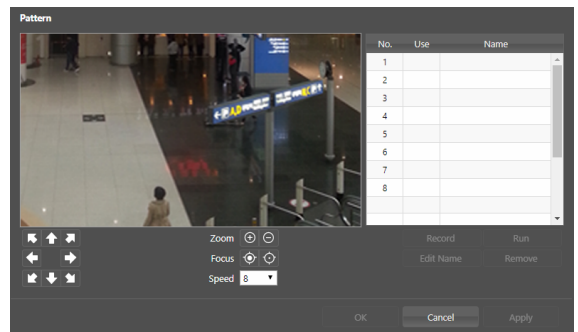 Pattern
No. Use Name
1
2
3
4
5
6
7
8
Zoom
Focus
Speed 8
Record Run
Edit Name Remove
OK Cancel Apply